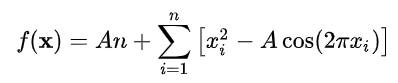 f(𝐱) = An + ∑_{i=1}^{n} [x_i^2 − A cos(2πx_i)]